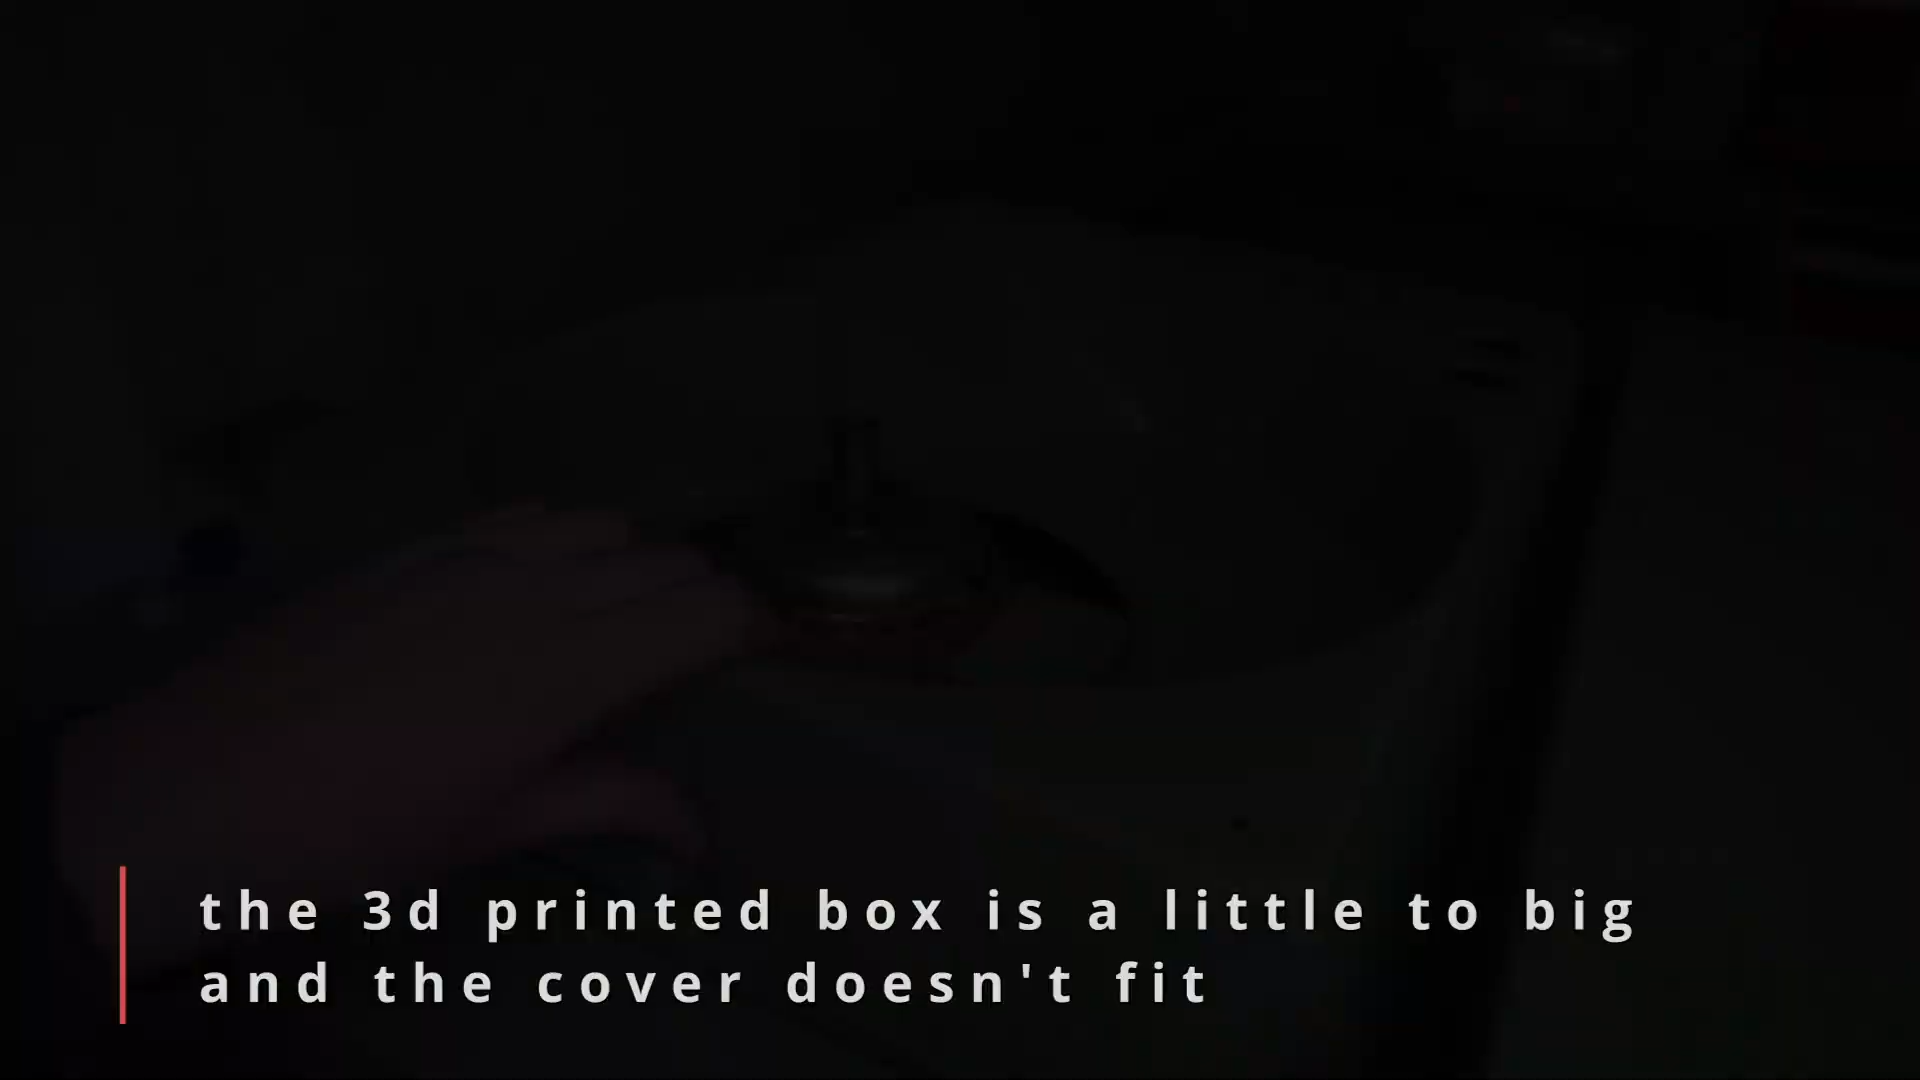 the 3d printed box is a little to big
and the cover doesn't fit